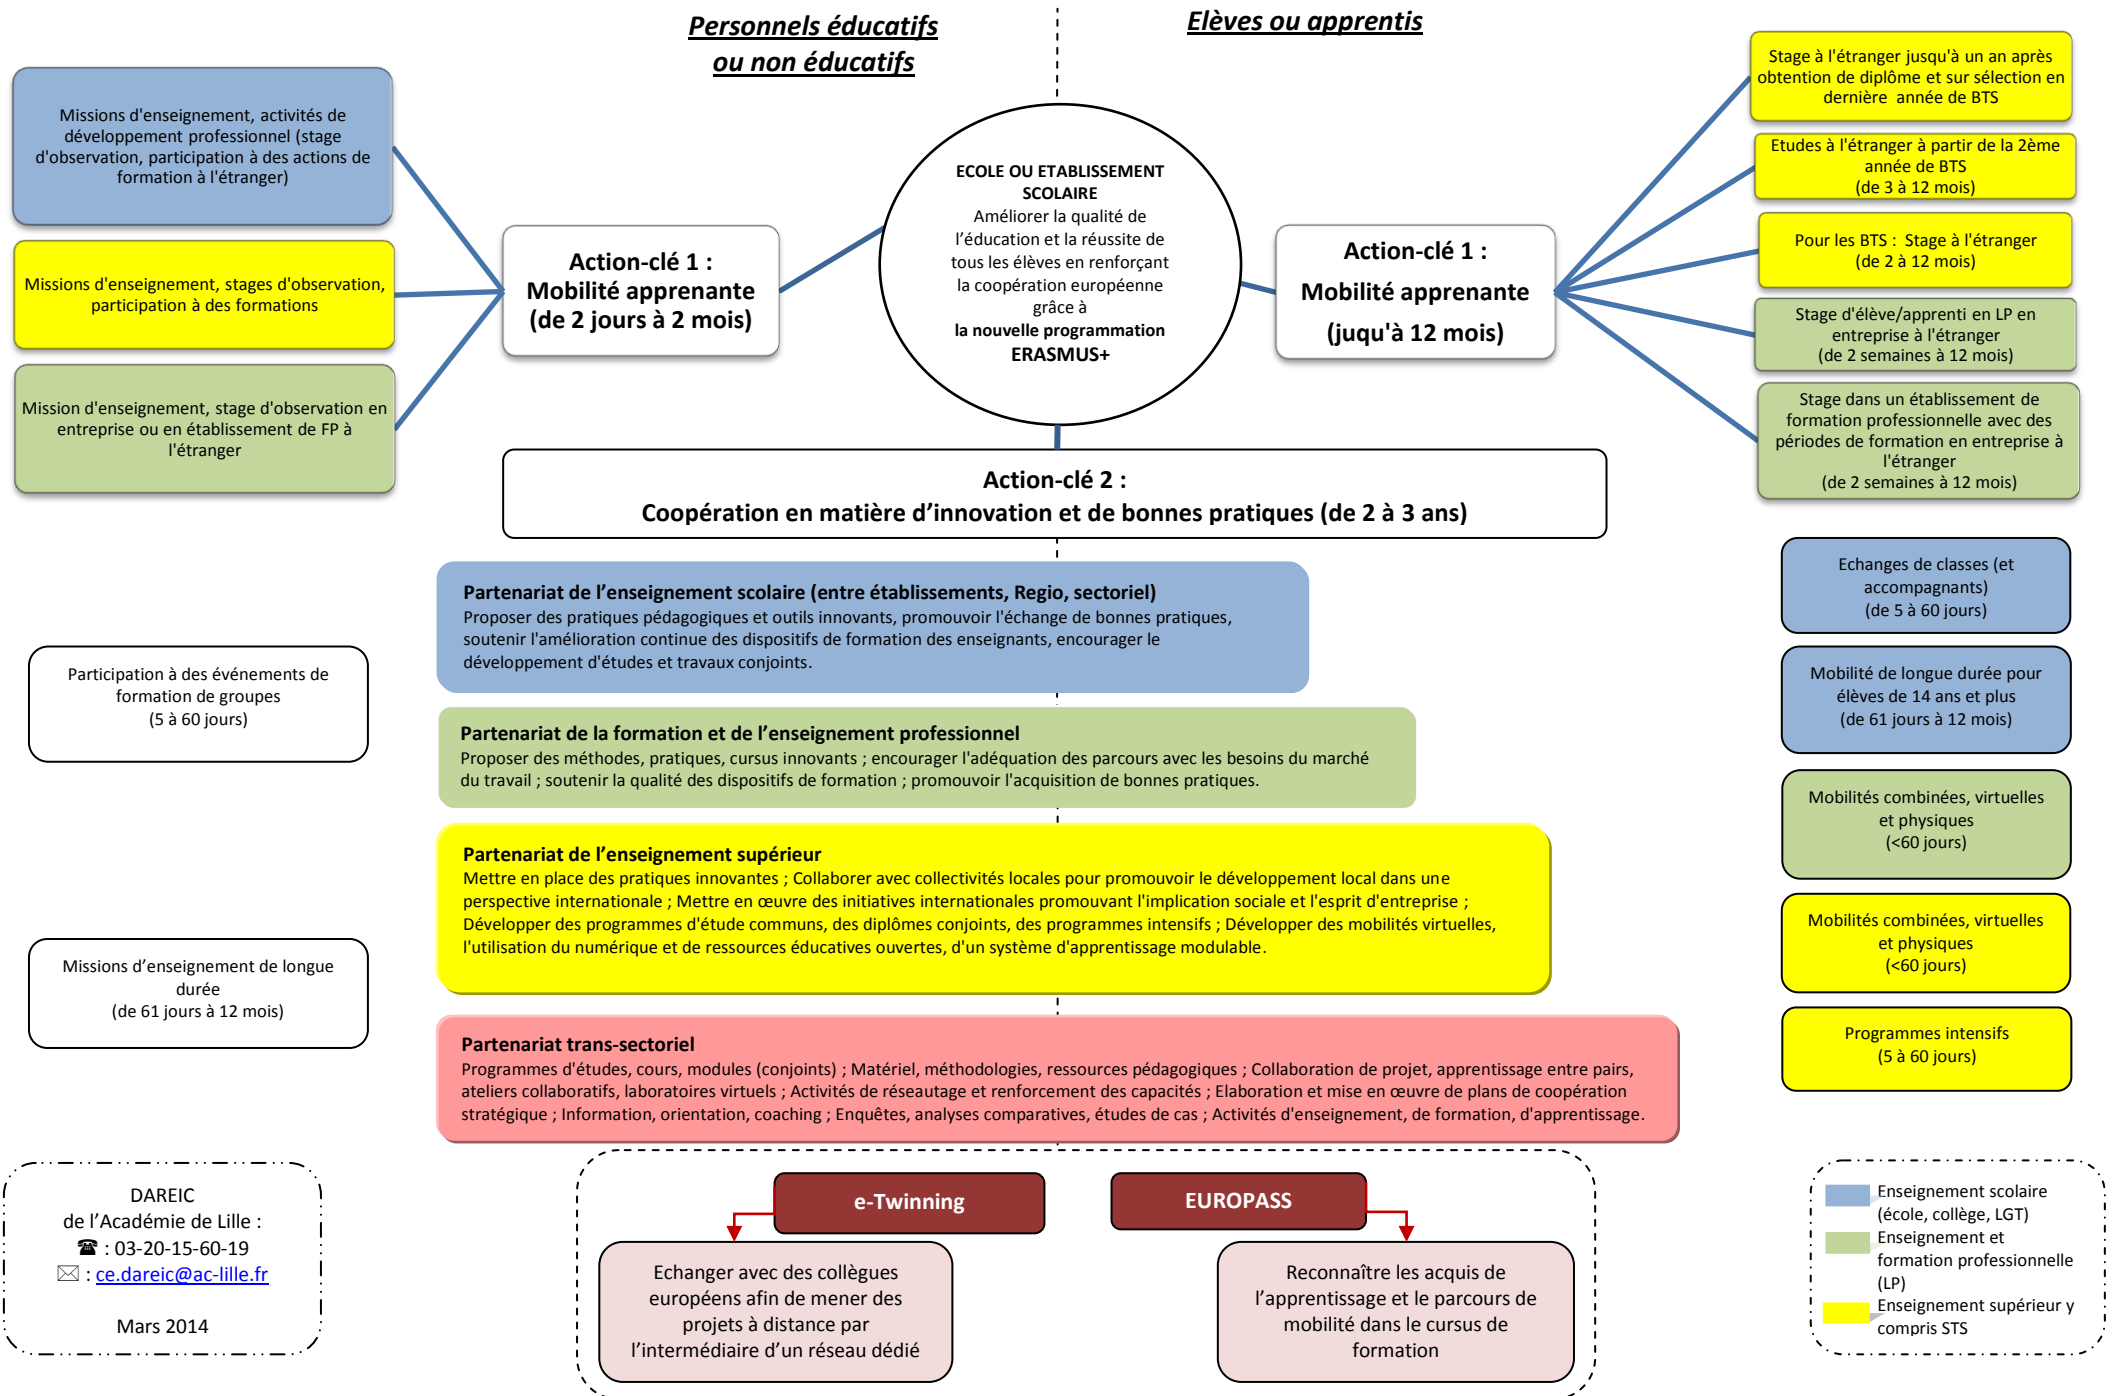 Personnels éducatifs
ou non éducatifs
Elèves ou apprentis
Missions d'enseignement, activités de
développement professionnel (stage
d'observation, participation à des actions de
formation à l'étranger)
Missions d'enseignement, stages d'observation,
participation à des formations
Mission d'enseignement, stage d'observation en
entreprise ou en établissement de FP à
l'étranger
Action-clé 1 :
Mobilité apprenante
(de 2 jours à 2 mois)
ECOLE OU ETABLISSEMENT
SCOLAIRE
Améliorer la qualité de
l’éducation et la réussite de
tous les élèves en renforçant
la coopération européenne
grâce à
la nouvelle programmation
ERASMUS+
Action-clé 1 :
Mobilité apprenante
(juqu'à 12 mois)
Stage à l'étranger jusqu'à un an après
obtention de diplôme et sur sélection en
dernière année de BTS
Etudes à l'étranger à partir de la 2ème
année de BTS
(de 3 à 12 mois)
Pour les BTS : Stage à l'étranger
(de 2 à 12 mois)
Stage d'élève/apprenti en LP en
entreprise à l'étranger
(de 2 semaines à 12 mois)
Stage dans un établissement de
formation professionnelle avec des
périodes de formation en entreprise à
l'étranger
(de 2 semaines à 12 mois)
Action-clé 2 :
Coopération en matière d’innovation et de bonnes pratiques (de 2 à 3 ans)
Partenariat de l’enseignement scolaire (entre établissements, Regio, sectoriel)
Proposer des pratiques pédagogiques et outils innovants, promouvoir l'échange de bonnes pratiques,
soutenir l'amélioration continue des dispositifs de formation des enseignants, encourager le
développement d'études et travaux conjoints.
Partenariat de la formation et de l’enseignement professionnel
Proposer des méthodes, pratiques, cursus innovants ; encourager l'adéquation des parcours avec les besoins du marché
du travail ; soutenir la qualité des dispositifs de formation ; promouvoir l'acquisition de bonnes pratiques.
Partenariat de l’enseignement supérieur
Mettre en place des pratiques innovantes ; Collaborer avec collectivités locales pour promouvoir le développement local dans une
perspective internationale ; Mettre en œuvre des initiatives internationales promouvant l'implication sociale et l'esprit d'entreprise ;
Développer des programmes d'étude communs, des diplômes conjoints, des programmes intensifs ; Développer des mobilités virtuelles,
l'utilisation du numérique et de ressources éducatives ouvertes, d'un système d'apprentissage modulable.
Partenariat trans-sectoriel
Programmes d'études, cours, modules (conjoints) ; Matériel, méthodologies, ressources pédagogiques ; Collaboration de projet, apprentissage entre pairs,
ateliers collaboratifs, laboratoires virtuels ; Activités de réseautage et renforcement des capacités ; Elaboration et mise en œuvre de plans de coopération
stratégique ; Information, orientation, coaching ; Enquêtes, analyses comparatives, études de cas ; Activités d'enseignement, de formation, d'apprentissage.
Participation à des événements de
formation de groupes
(5 à 60 jours)
Missions d’enseignement de longue
durée
(de 61 jours à 12 mois)
Echanges de classes (et
accompagnants)
(de 5 à 60 jours)
Mobilité de longue durée pour
élèves de 14 ans et plus
(de 61 jours à 12 mois)
Mobilités combinées, virtuelles
et physiques
(<60 jours)
Mobilités combinées, virtuelles
et physiques
(<60 jours)
Programmes intensifs
(5 à 60 jours)
DAREIC
de l’Académie de Lille :
☎ : 03-20-15-60-19
✉ : ce.dareic@ac-lille.fr
Mars 2014
e-Twinning
Echanger avec des collègues
européens afin de mener des
projets à distance par
l’intermédiaire d’un réseau dédié
EUROPASS
Reconnaître les acquis de
l’apprentissage et le parcours de
mobilité dans le cursus de
formation
Enseignement scolaire
(école, collège, LGT)
Enseignement et
formation professionnelle
(LP)
Enseignement supérieur y
compris STS